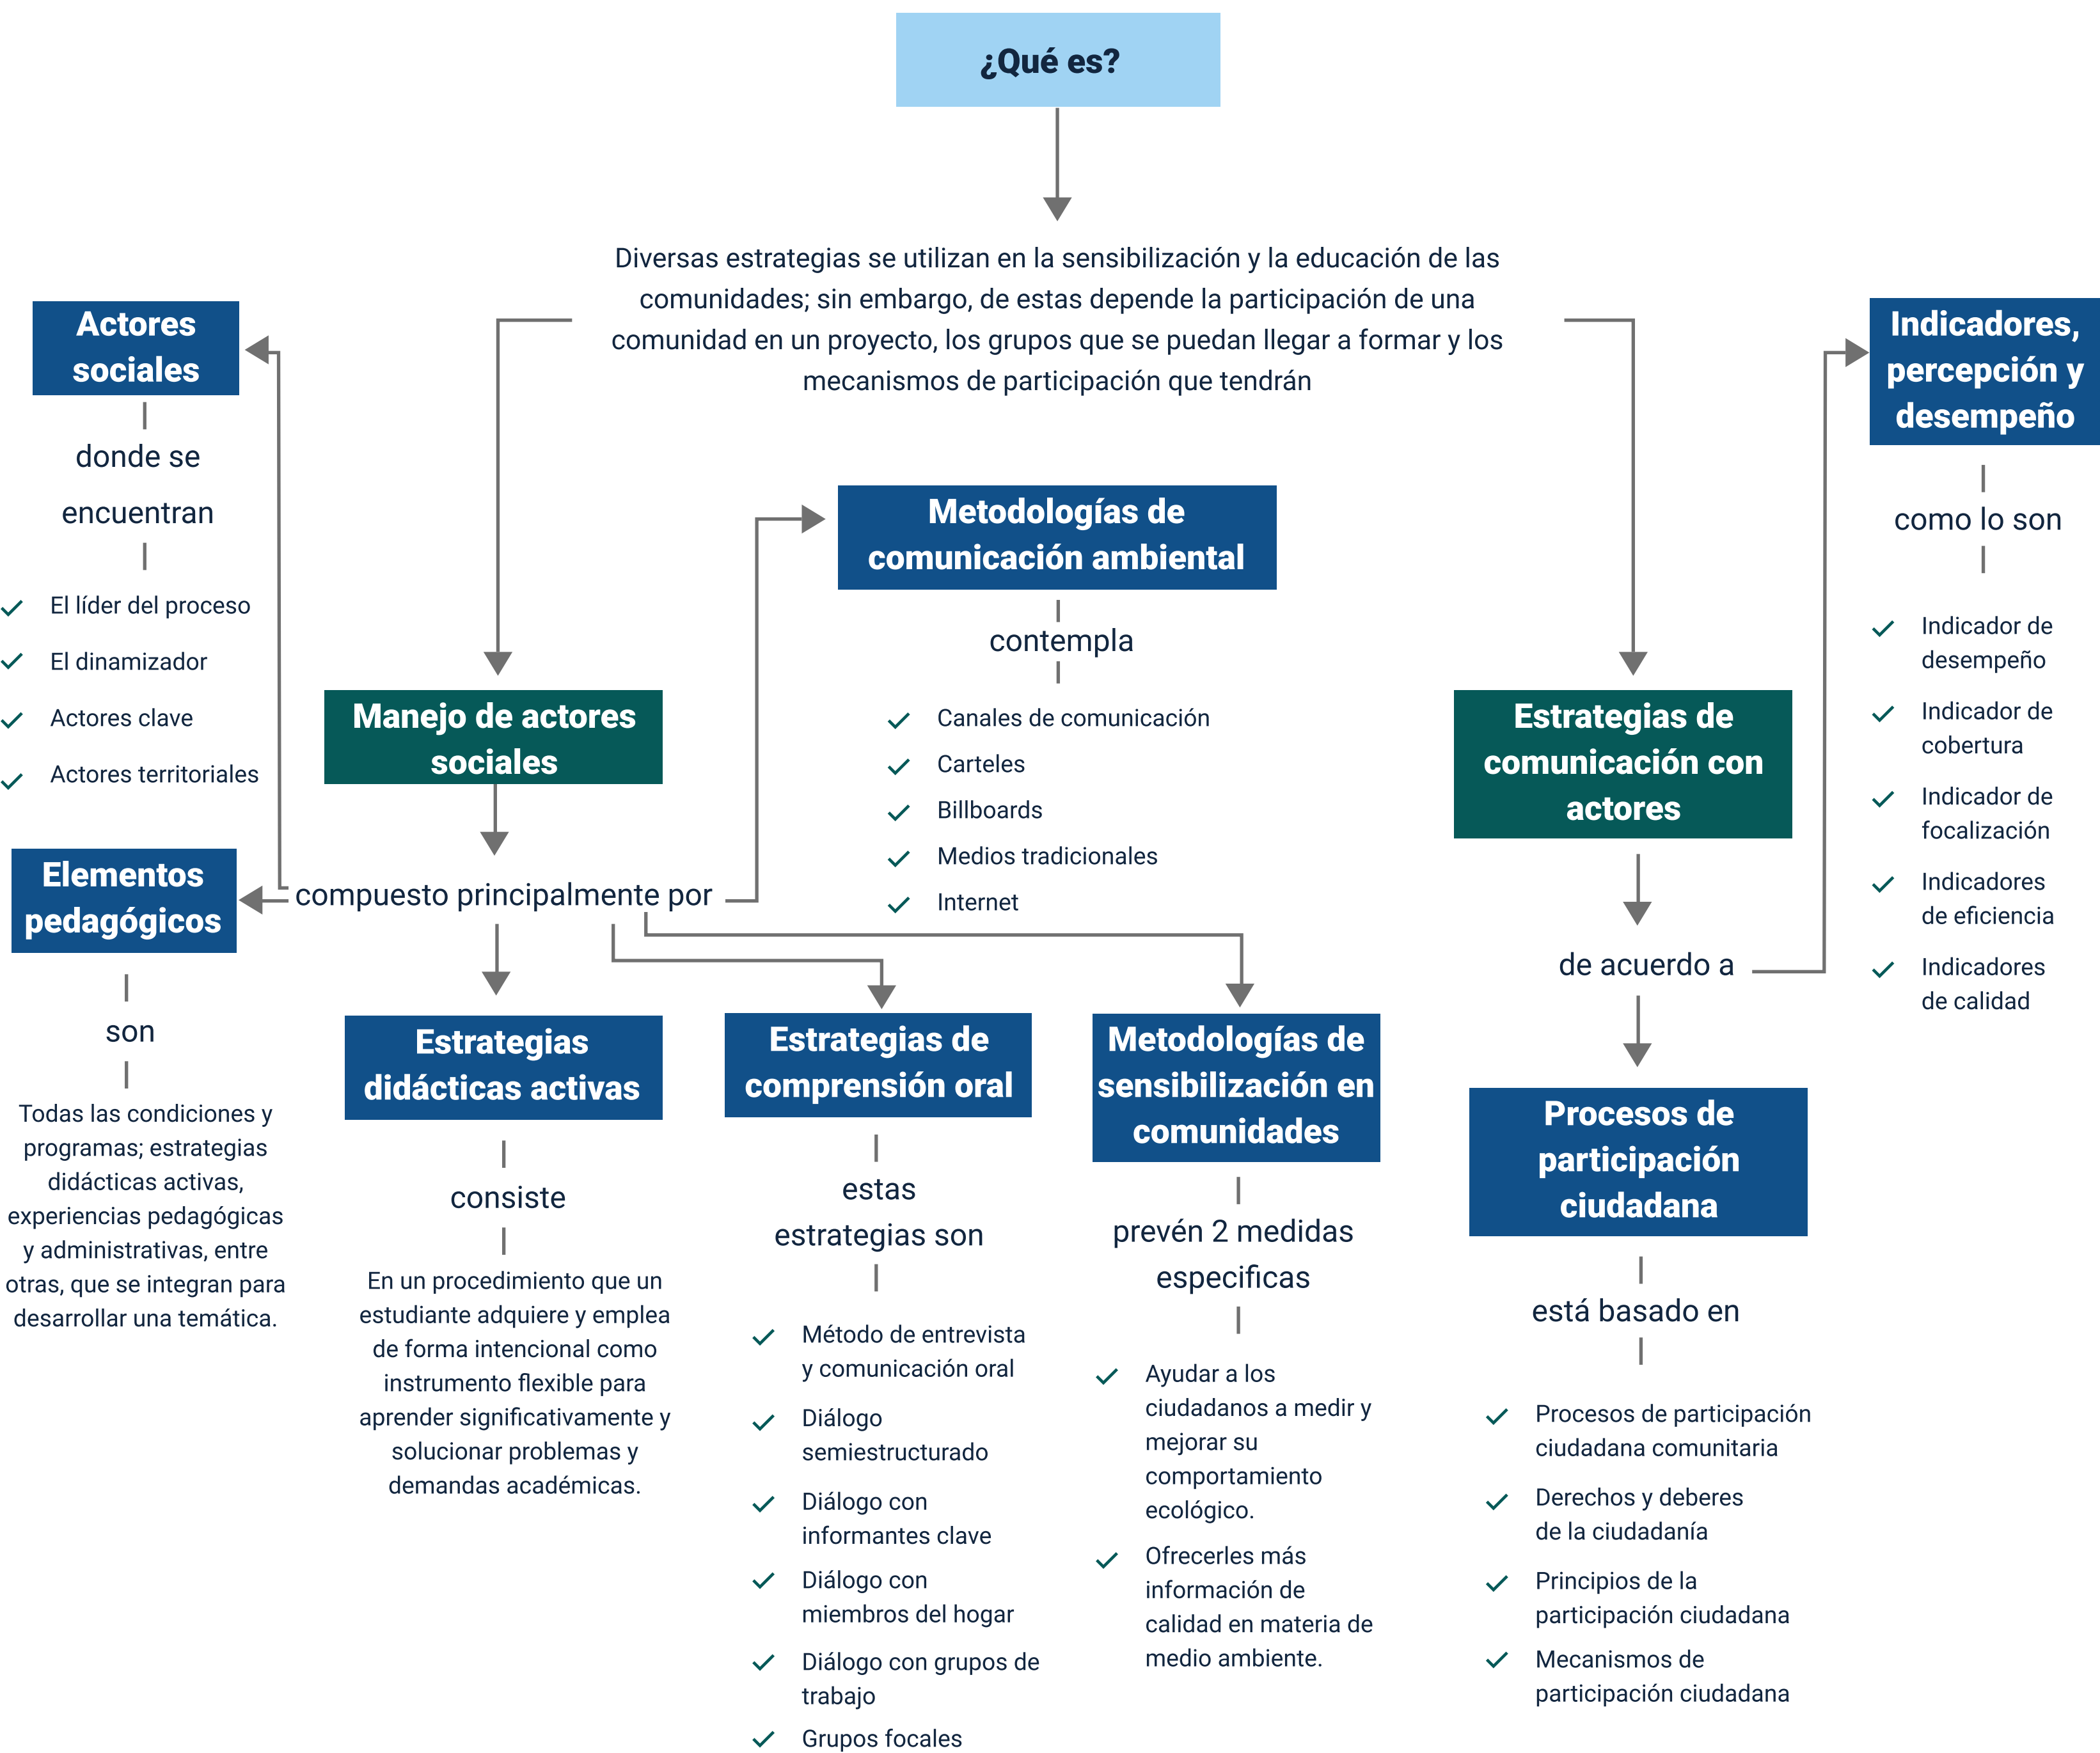 ¿Qué es?
Diversas estrategias se utilizan en la sensibilización y la educación de las
comunidades; sin embargo, de estas depende la participación de una
comunidad en un proyecto, los grupos que se puedan llegar a formar y los
mecanismos de participación que tendrán
Actores
sociales
donde se
encuentran
El líder del proceso
El dinamizador
Actores clave
Actores territoriales
Elementos
pedagógicos
son
Todas las condiciones y
programas; estrategias
didácticas activas,
experiencias pedagógicas
y administrativas, entre
otras, que se integran para
desarrollar una temática.
Manejo de actores
sociales
compuesto principalmente por
Estrategias
didácticas activas
consiste
En un procedimiento que un
estudiante adquiere y emplea
de forma intencional como
instrumento flexible para
aprender significativamente y
solucionar problemas y
demandas académicas.
Metodologías de
comunicación ambiental
contempla
Canales de comunicación
Carteles
Billboards
Medios tradicionales
Internet
Estrategias de
comprensión oral
estas
estrategias son
Método de entrevista
y comunicación oral
Diálogo
semiestructurado
Diálogo con
informantes clave
Diálogo con
miembros del hogar
Diálogo con grupos de
trabajo
Grupos focales
Metodologías de
sensibilización en
comunidades
prevén 2 medidas
especificas
Ayudar a los
ciudadanos a medir y
mejorar su
comportamiento
ecológico.
Ofrecerles más
información de
calidad en materia de
medio ambiente.
Estrategias de
comunicación con
actores
de acuerdo a
Procesos de
participación
ciudadana
está basado en
Procesos de participación
ciudadana comunitaria
Derechos y deberes
de la ciudadanía
Principios de la
participación ciudadana
Mecanismos de
participación ciudadana
Indicadores,
percepción y
desempeño
como lo son
Indicador de
desempeño
Indicador de
cobertura
Indicador de
focalización
Indicadores
de eficiencia
Indicadores
de calidad